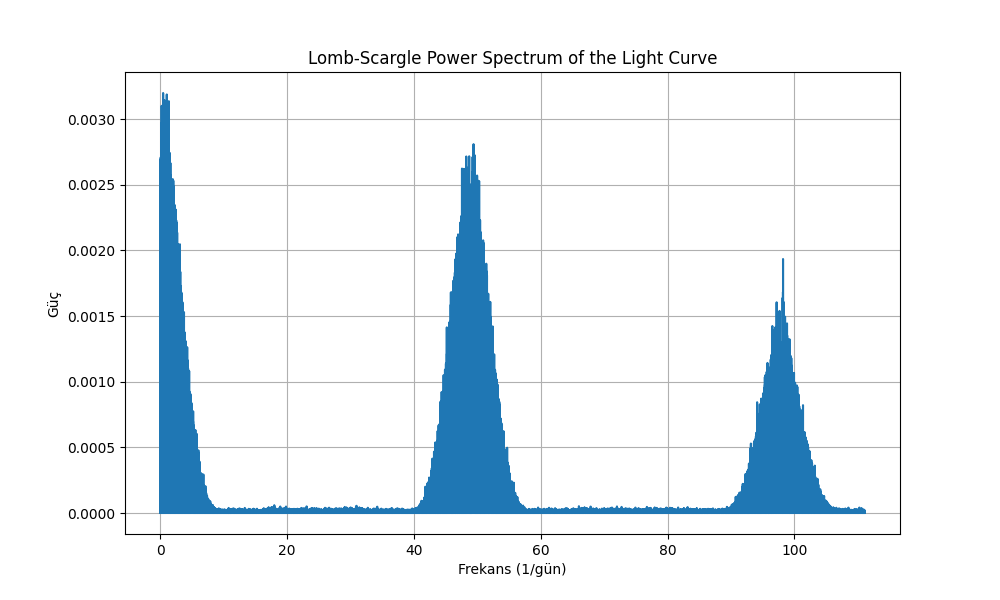 Lomb-Scargle Power Spectrum of the Light Curve
0.0030
0.0025
0.0020
0.0015
0.0010
0.0005
0.0000
Güç
0 20 40 60 80 100
Frekans (1/gün)